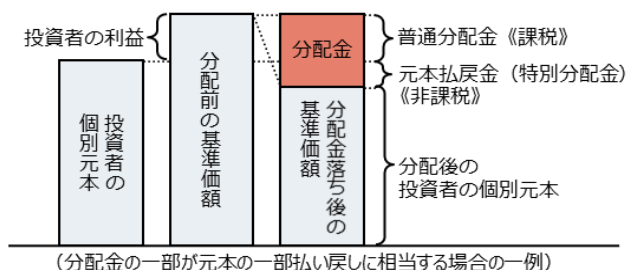 投資者の利益
投資者の
個別元本
分配前の基準価額
分配金
分配金落ち後の
基準価額
普通分配金《課税》
元本払戻金（特別分配金）
《非課税》
分配後の
投資者の個別元本
（分配金の一部が元本の一部払い戻しに相当する場合の一例）